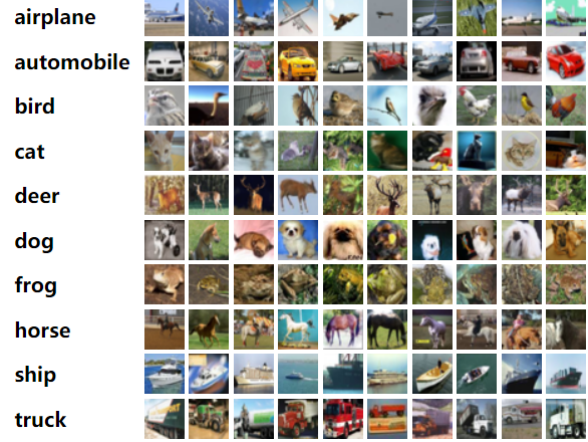 airplane
automobile
bird
cat
deer
dog
frog
horse
ship
truck